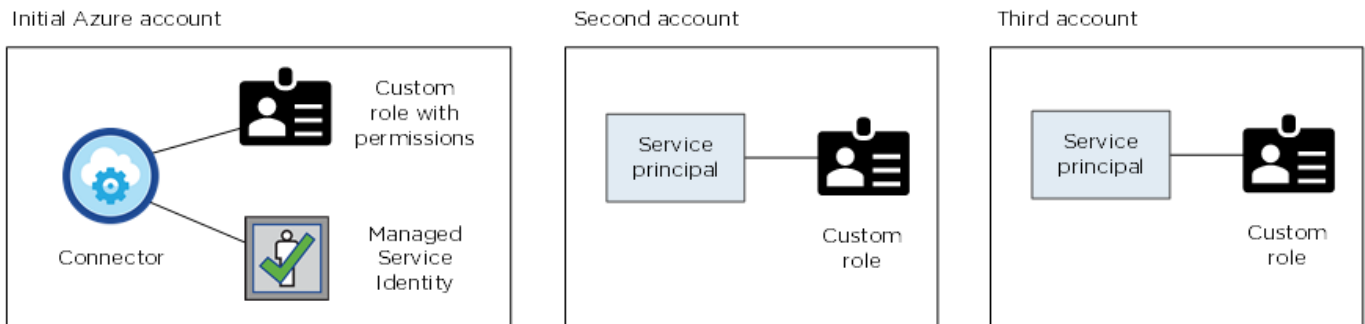 Initial Azure account
Custom
role with
permissions
Connector
Managed
Service
Identity
Second account
Service
principal
Custom
role
Third account
Service
principal
Custom
role